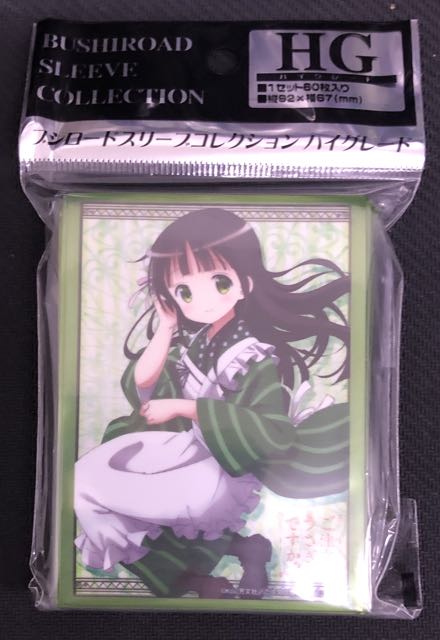 BUSHIROAD
SLEEVE
COLLECTION
HG
ハイグレード
■1セット60枚入り
■縦92×横67(mm)
ブシロードスリーブコレクション ハイグレード
ご注文は
うさぎ
ですか?